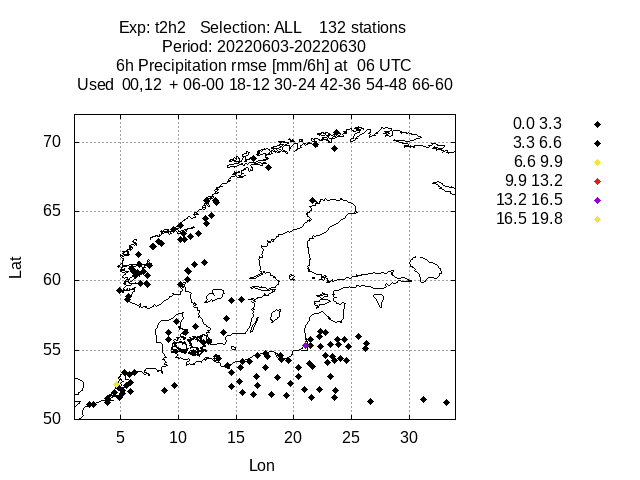 Exp: t2h2 Selection: ALL 132 stations
Period: 20220603-20220630
6h Precipitation rmse [mm/6h] at 06 UTC
Used 00,12 + 06-00 18-12 30-24 42-36 54-48 66-60
0.0 3.3
3.3 6.6
6.6 9.9
9.9 13.2
13.2 16.5
16.5 19.8
70
65
60
55
50
Lat
5 10 15 20 25 30
Lon